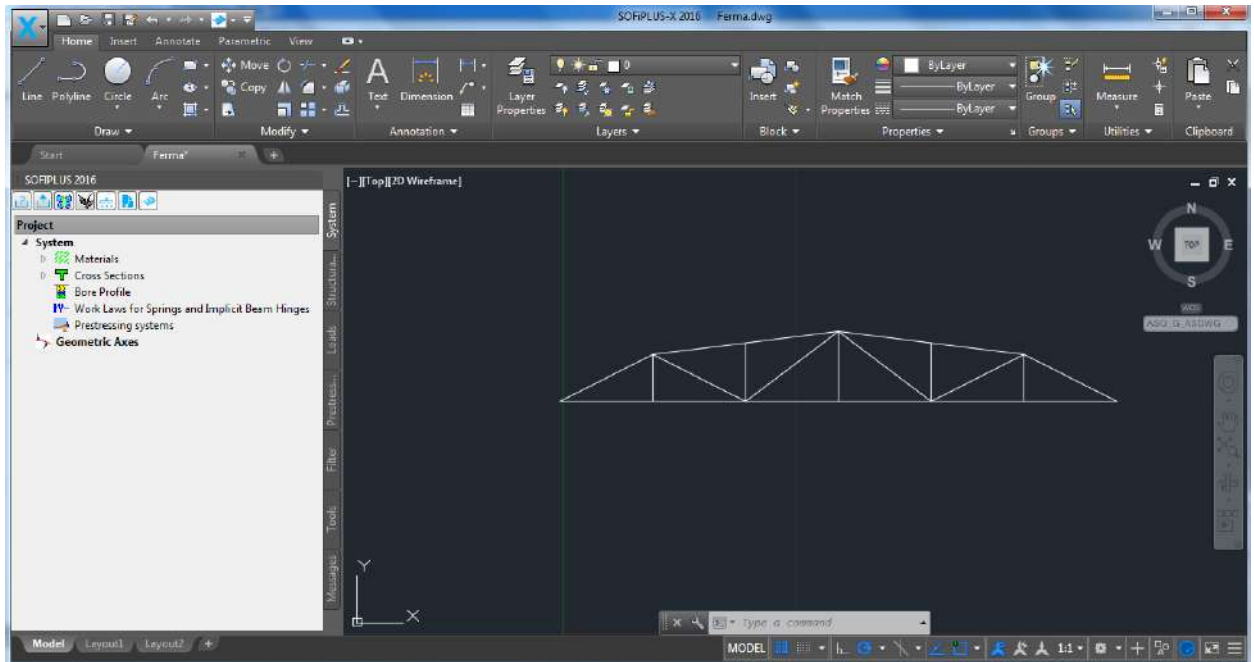 SOFiPLUS-X 2016 Ferma.dwg
Home Insert Annotate Parametric View
Move
Copy
Line Polyline Circle Arc
Text Dimension
Layer Properties
0
Insert
Match Properties
ByLayer
ByLayer
ByLayer
Group
Measure
Paste
Draw Modify Annotation Layers Block Properties Groups Utilities Clipboard
Start Ferma*
SOFiPLUS 2016
[-][Top][2D Wireframe]
Project
System
Materials
Cross Sections
Bore Profile
Work Laws for Springs and Implicit Beam Hinges
Prestressing systems
Geometric Axes
System
Structura...
Loads
Prestress...
Filter
Tools
Messages
N
W TOP E
S
WCS
Y
X
Type a command
Model Layout1 Layout2 +
MODEL 1:1